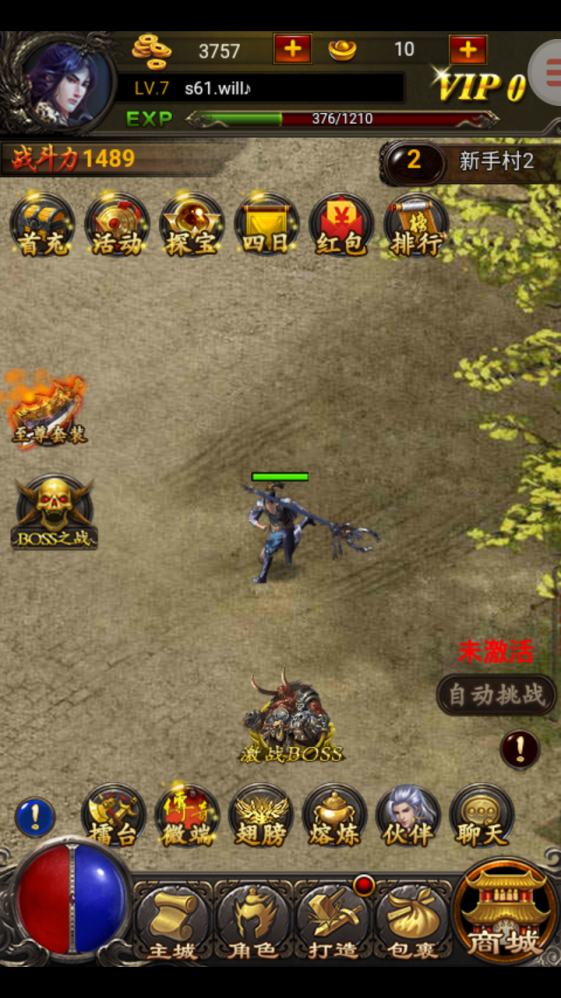 3757
10
LV.7 s61.will♪
VIP 0
EXP 376/1210
战斗力1489
2 新手村2
首充 活动 探宝 四日 红包 排行
榜
至尊套装
BOSS之战
未激活
自动挑战
激战BOSS
擂台 微端 翅膀 熔炼 伙伴 聊天
主城 角色 打造 包裹 商城